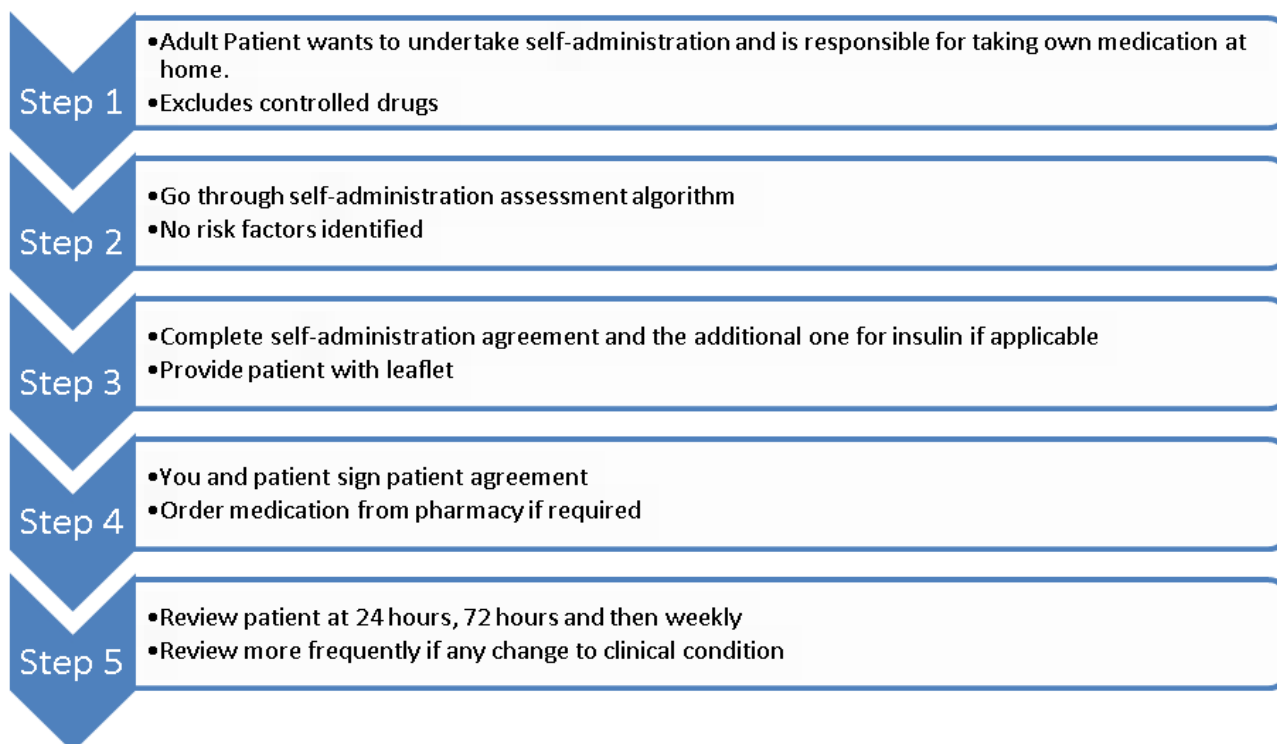 Step 1
•Adult Patient wants to undertake self-administration and is responsible for taking own medication at
home.
•Excludes controlled drugs
Step 2
•Go through self-administration assessment algorithm
•No risk factors identified
Step 3
•Complete self-administration agreement and the additional one for insulin if applicable
•Provide patient with leaflet
Step 4
•You and patient sign patient agreement
•Order medication from pharmacy if required
Step 5
•Review patient at 24 hours, 72 hours and then weekly
•Review more frequently if any change to clinical condition